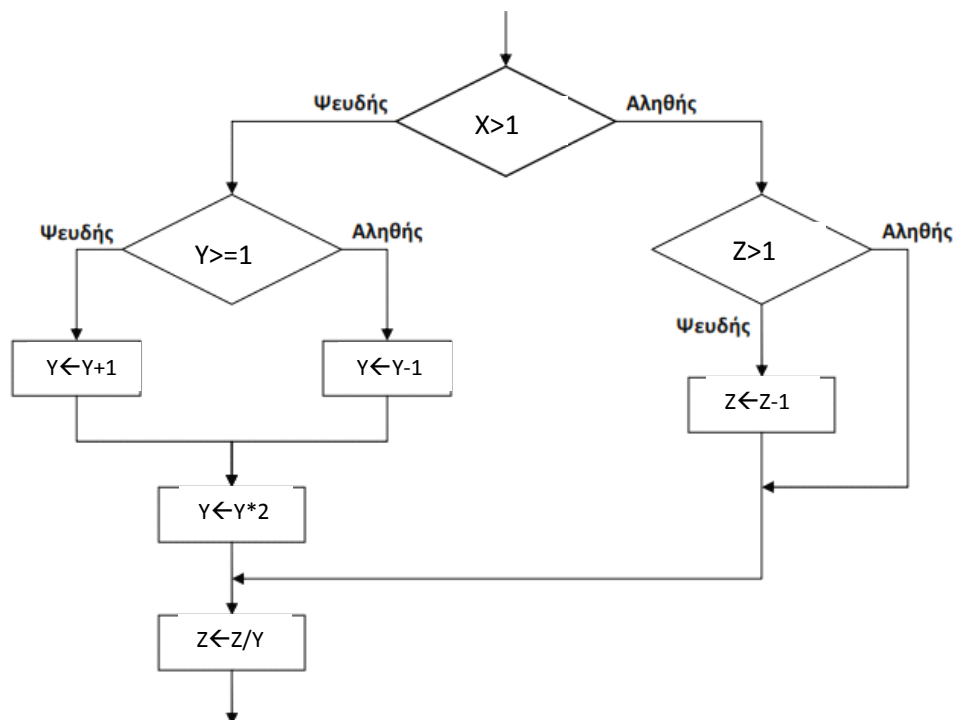 Ψευδής
Αληθής
X>1
Ψευδής
Αληθής
Αληθής
Y>=1
Z>1
Ψευδής
Y←Y+1
Y←Y-1
Z←Z-1
Y←Y*2
Z←Z/Y